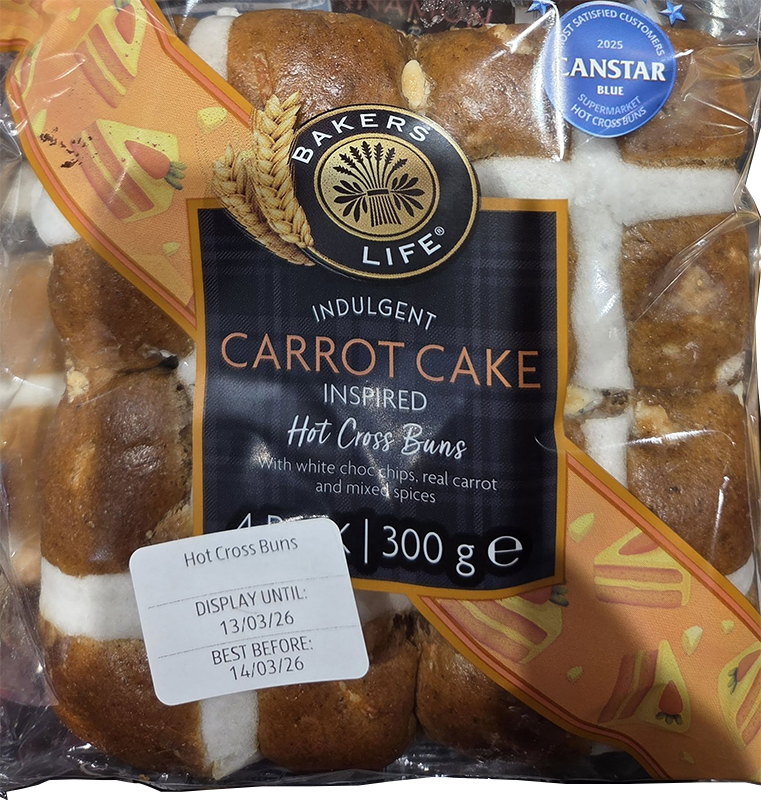 MOST SATISFIED CUSTOMERS
2025
CANSTAR
BLUE
SUPERMARKET
HOT CROSS BUNS
BAKERS
LIFE®
INDULGENT
CARROT CAKE
INSPIRED
Hot Cross Buns
With white choc chips, real carrot
and mixed spices
4 Pack | 300 g ℮
Hot Cross Buns
DISPLAY UNTIL:
13/03/26
BEST BEFORE:
14/03/26